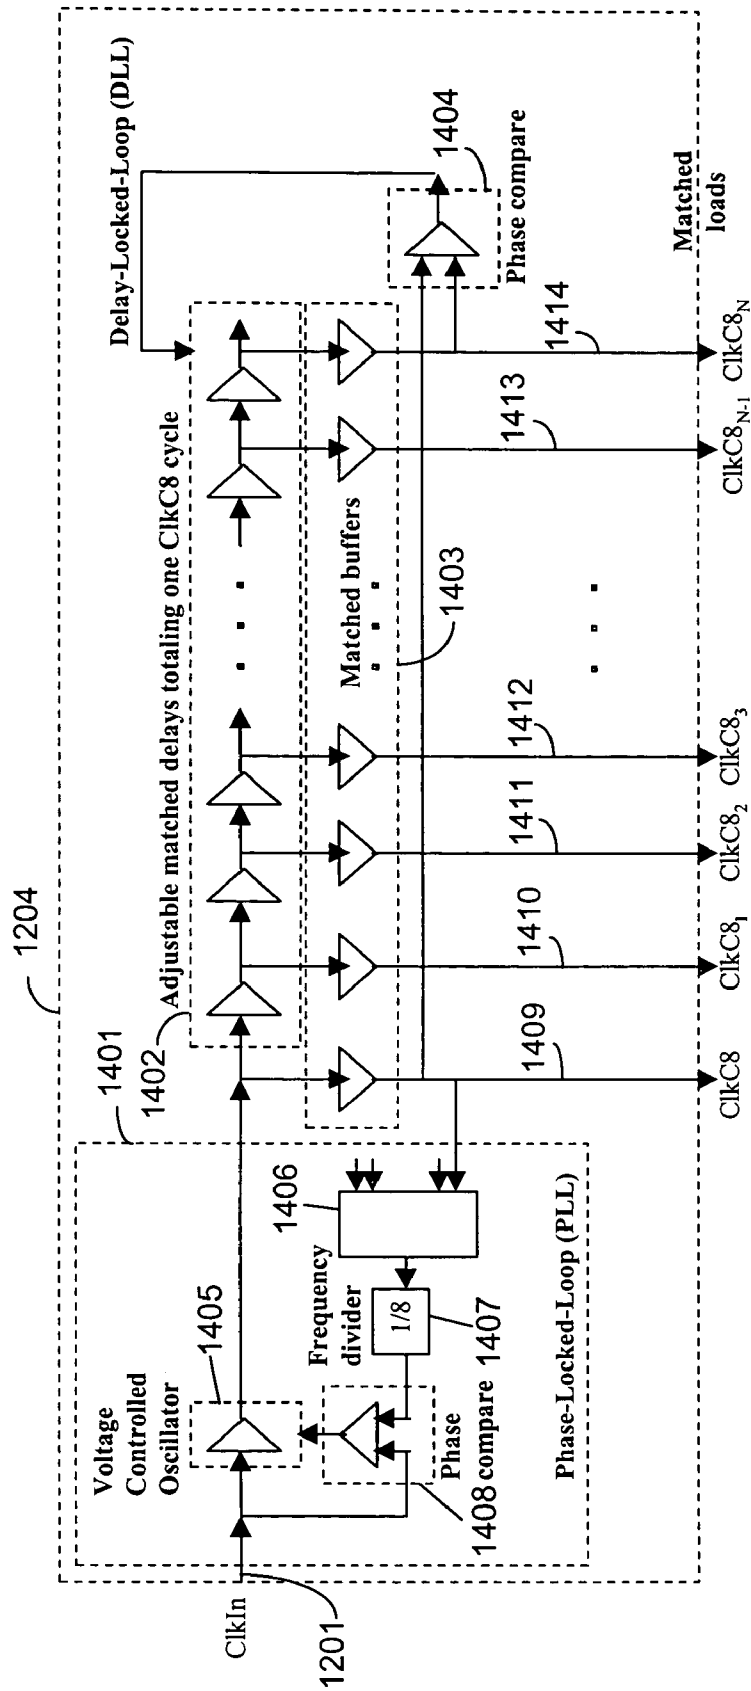 1204
Delay-Locked-Loop (DLL)
1401
1402
Adjustable matched delays totaling one ClkC8 cycle
Voltage
Controlled
Oscillator
1405
1404
Phase compare
Matched buffers
1403
Frequency
divider
1406
1/8
1407
Phase
compare
1408
Phase-Locked-Loop (PLL)
ClkIn
1201
1409
1410
1411
1412
1413
1414
Matched
loads
ClkC8
ClkC8₁
ClkC8₂
ClkC8₃
ClkC8N-1
ClkC8N